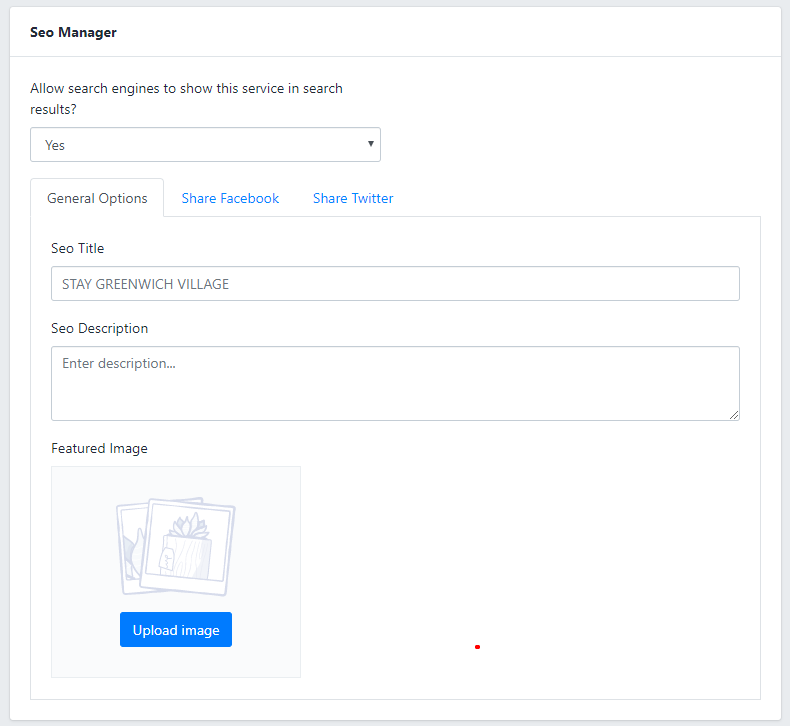 Seo Manager
Allow search engines to show this service in search
results?
Yes
General Options Share Facebook Share Twitter
Seo Title
STAY GREENWICH VILLAGE
Seo Description
Enter description...
Featured Image
Upload image